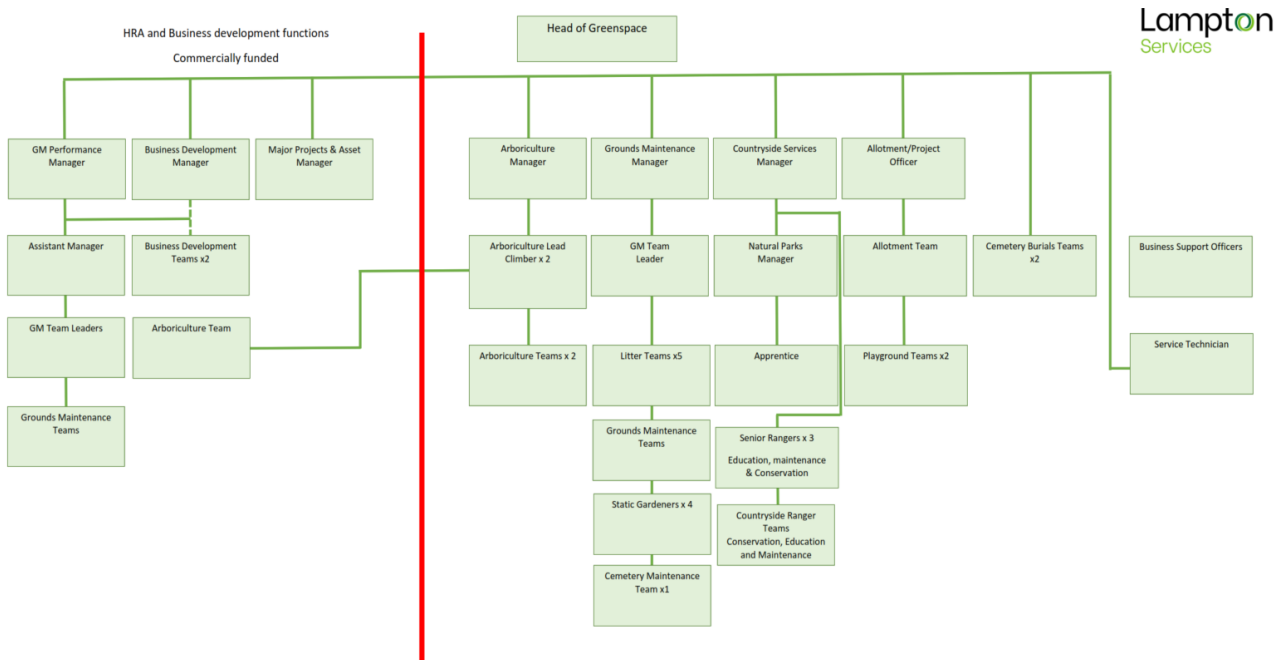 HRA and Business development functions
Commercially funded
Head of Greenspace
Lampton
Services
GM Performance
Manager
Business Development
Manager
Major Projects & Asset
Manager
Arboriculture
Manager
Grounds Maintenance
Manager
Countryside Services
Manager
Allotment/Project
Officer
Assistant Manager
Business Development
Teams x2
Arboriculture Lead
Climber x 2
GM Team
Leader
Natural Parks
Manager
Allotment Team
Cemetery Burials Teams
x2
Business Support Officers
GM Team Leaders
Arboriculture Team
Arboriculture Teams x 2
Litter Teams x5
Apprentice
Playground Teams x2
Service Technician
Grounds Maintenance
Teams
Grounds Maintenance
Teams
Senior Rangers x 3
Education, maintenance
& Conservation
Static Gardeners x 4
Countryside Ranger
Teams
Conservation, Education
and Maintenance
Cemetery Maintenance
Team x1